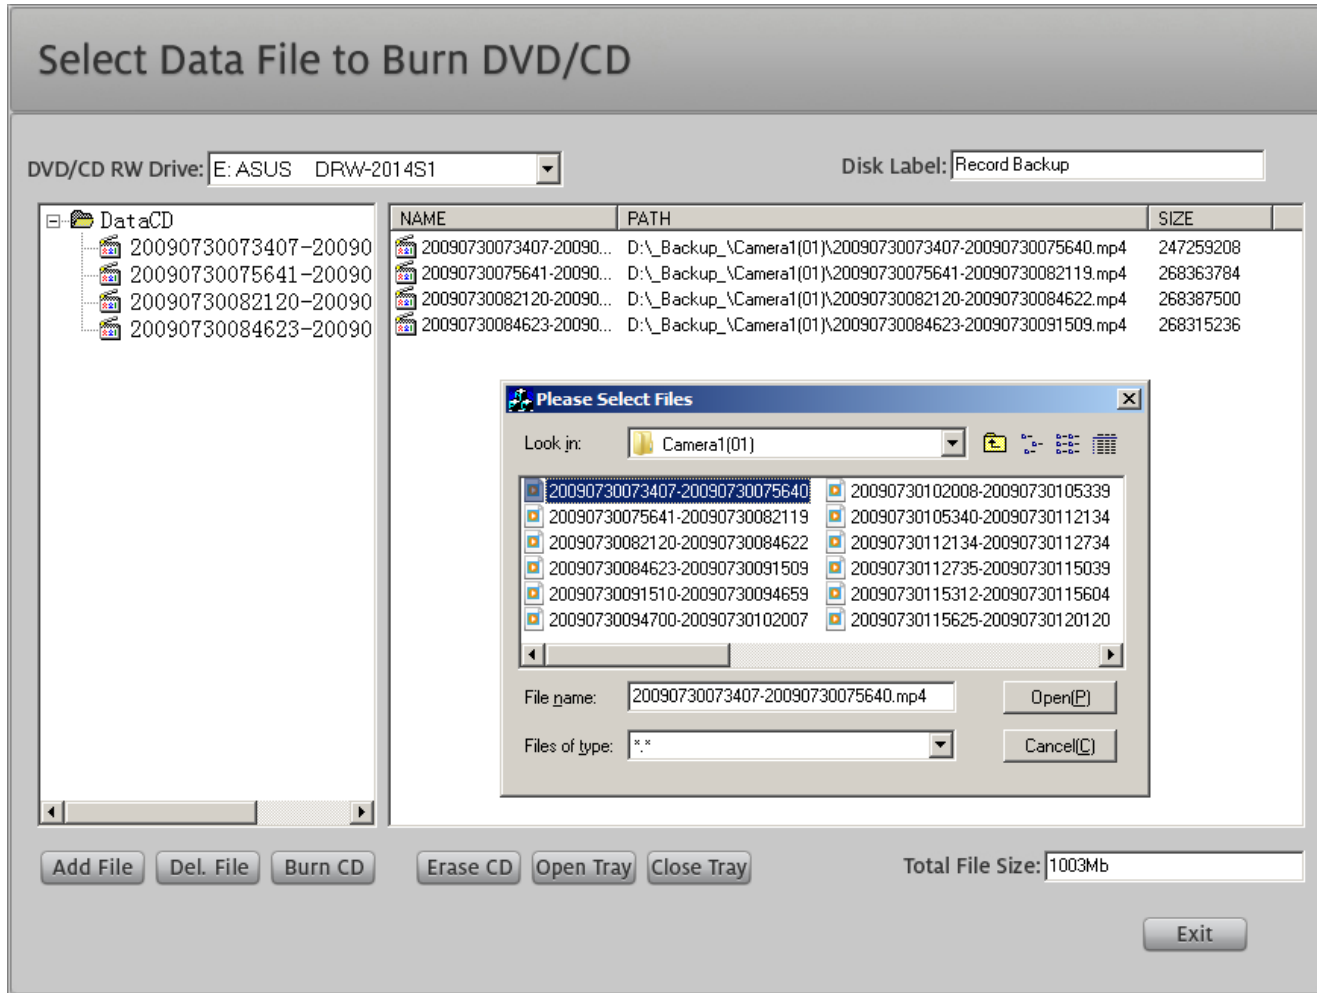 Select Data File to Burn DVD/CD
DVD/CD RW Drive: E: ASUS DRW-2014S1
Disk Label: Record Backup
DataCD
20090730073407-20090
20090730075641-20090
20090730082120-20090
20090730084623-20090
NAME PATH SIZE
20090730073407-20090... D:\_Backup_\Camera1(01)\20090730073407-20090730075640.mp4 247259208
20090730075641-20090... D:\_Backup_\Camera1(01)\20090730075641-20090730082119.mp4 268363784
20090730082120-20090... D:\_Backup_\Camera1(01)\20090730082120-20090730084622.mp4 268387500
20090730084623-20090... D:\_Backup_\Camera1(01)\20090730084623-20090730091509.mp4 268315236
Please Select Files
Look in: Camera1(01)
20090730073407-20090730075640 20090730102008-20090730105339
20090730075641-20090730082119 20090730105340-20090730112134
20090730082120-20090730084622 20090730112134-20090730112734
20090730084623-20090730091509 20090730112735-20090730115039
20090730091510-20090730094659 20090730115312-20090730115604
20090730094700-20090730102007 20090730115625-20090730120120
File name: 20090730073407-20090730075640.mp4 Open(P)
Files of type: *.* Cancel(C)
Add File Del. File Burn CD Erase CD Open Tray Close Tray Total File Size: 1003Mb
Exit